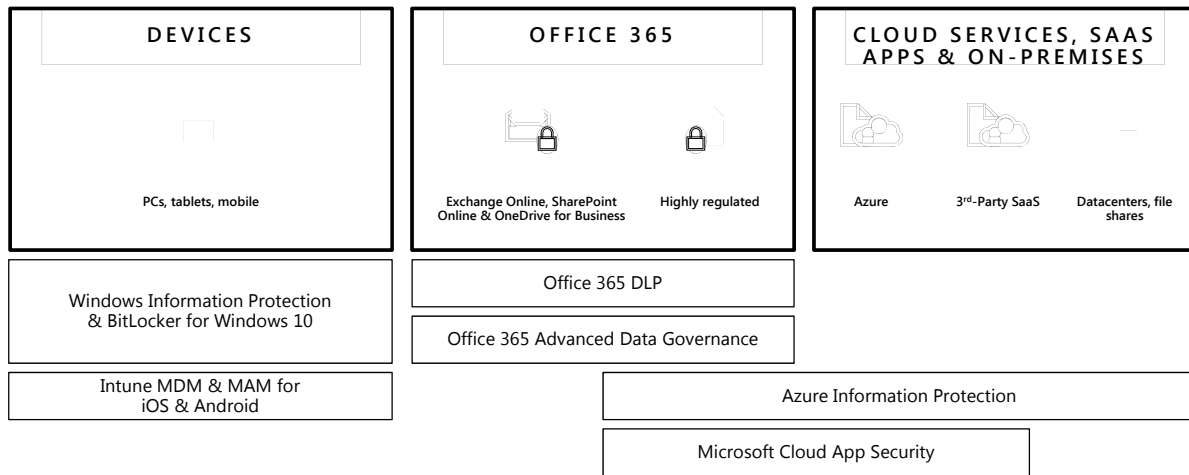 DEVICES
PCs, tablets, mobile
OFFICE 365
Exchange Online, SharePoint
Online & OneDrive for Business
Highly regulated
CLOUD SERVICES, SAAS
APPS & ON-PREMISES
Azure
3rd-Party SaaS
Datacenters, file
shares
Windows Information Protection
& BitLocker for Windows 10
Office 365 DLP
Office 365 Advanced Data Governance
Intune MDM & MAM for
iOS & Android
Azure Information Protection
Microsoft Cloud App Security